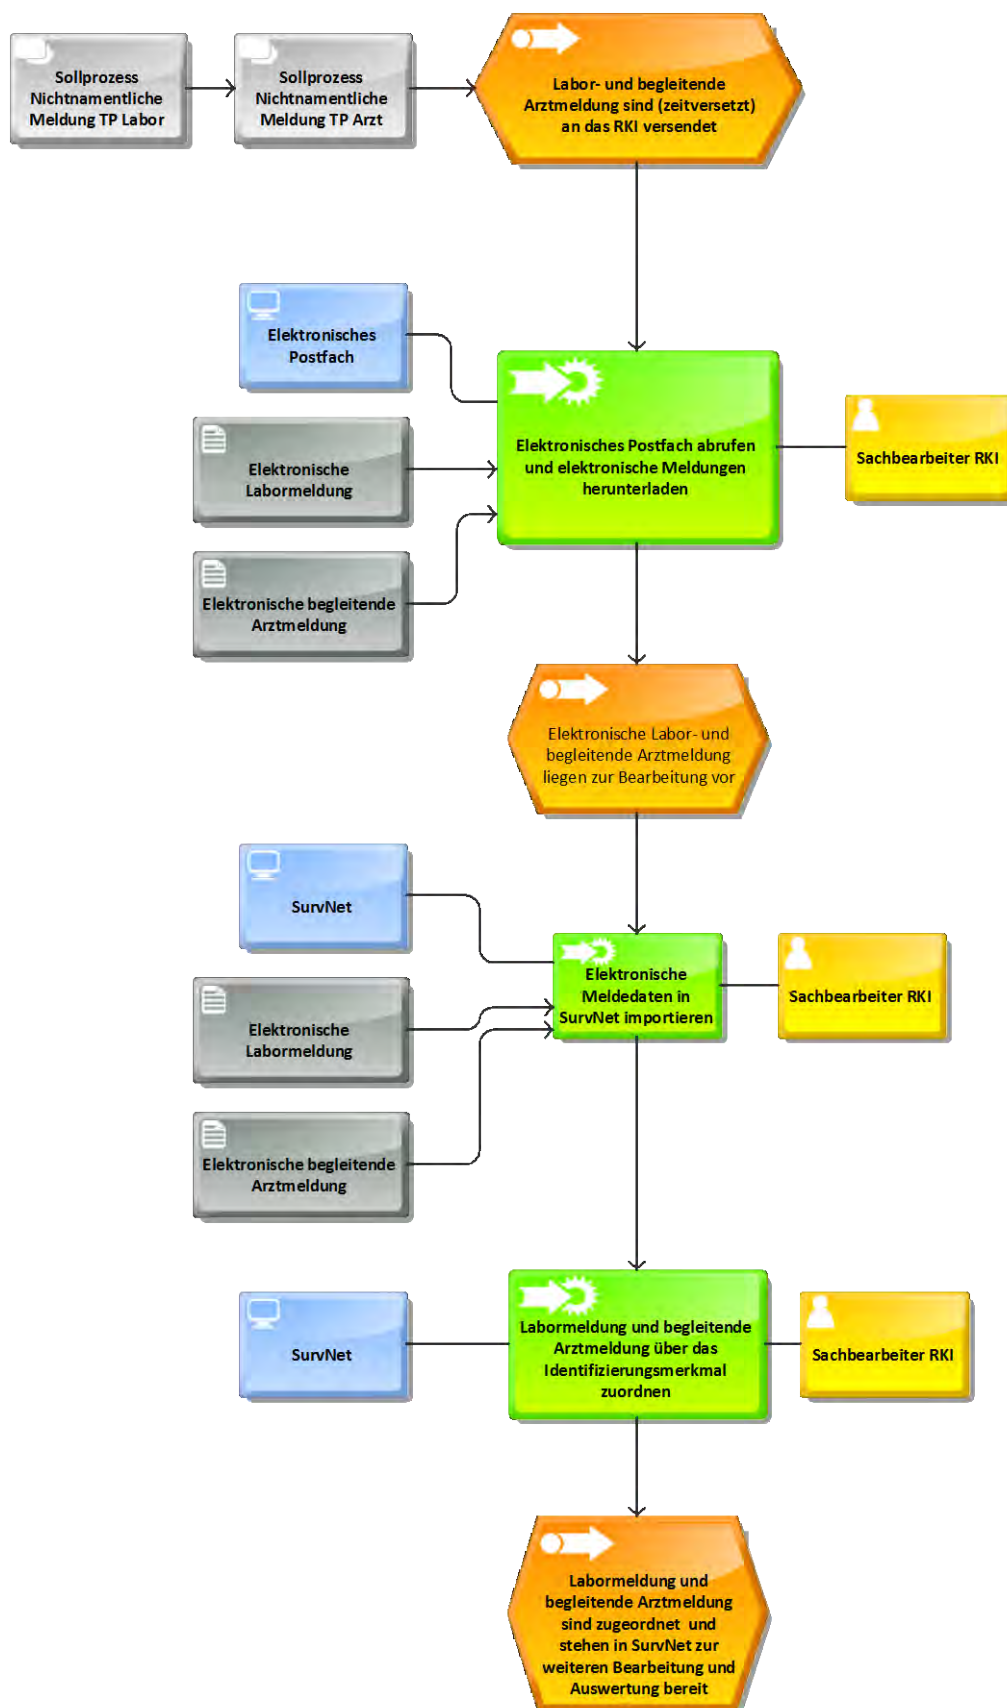 Sollprozess
Nichtnamentliche
Meldung TP Labor
Sollprozess
Nichtnamentliche
Meldung TP Arzt
Labor- und begleitende
Arztmeldung sind (zeitversetzt)
an das RKI versendet
Elektronisches
Postfach
Elektronisches Postfach abrufen
und elektronische Meldungen
herunterladen
Sachbearbeiter RKI
Elektronische
Labormeldung
Elektronische begleitende
Arztmeldung
Elektronische Labor- und
begleitende Arztmeldung
liegen zur Bearbeitung vor
SurvNet
Elektronische
Meldedaten in
SurvNet importieren
Sachbearbeiter RKI
Elektronische
Labormeldung
Elektronische begleitende
Arztmeldung
SurvNet
Labormeldung und begleitende
Arztmeldung über das
Identifizierungsmerkmal
zuordnen
Sachbearbeiter RKI
Labormeldung und
begleitende Arztmeldung
sind zugeordnet und
stehen in SurvNet zur
weiteren Bearbeitung und
Auswertung bereit